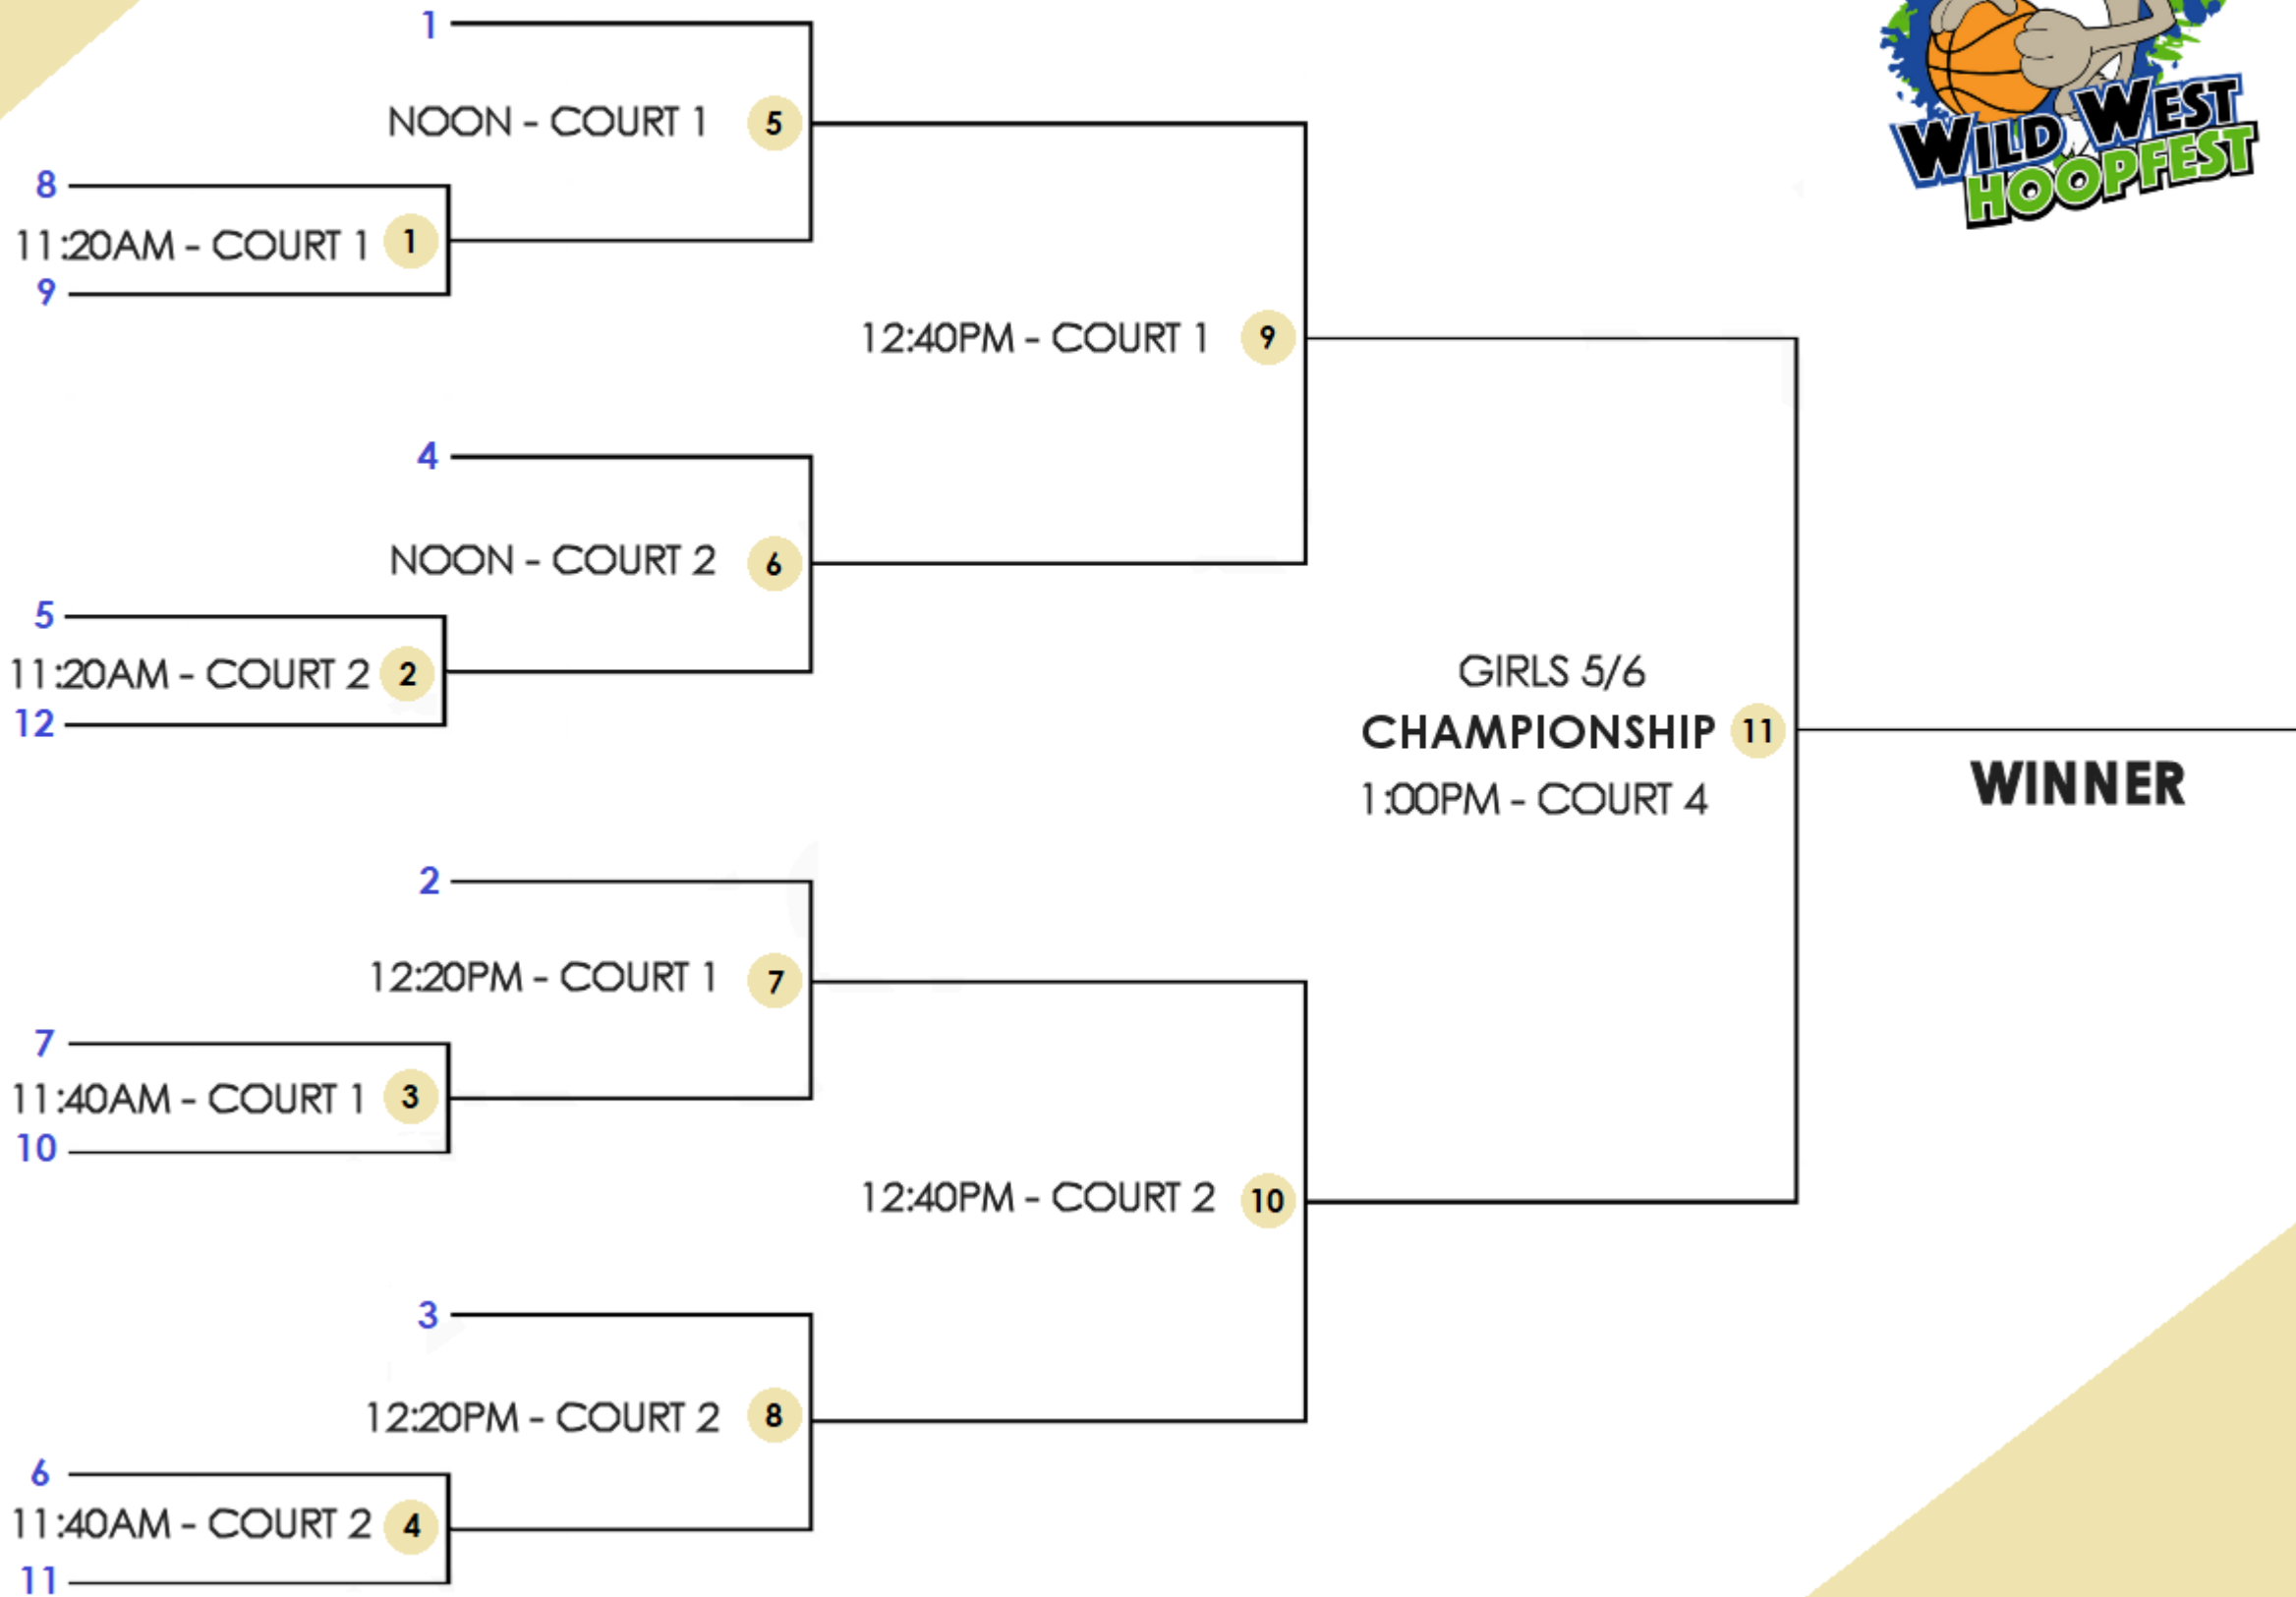 1
NOON - COURT 1 5
8
11:20AM - COURT 1 1
9
12:40PM - COURT 1 9
4
NOON - COURT 2 6
5
11:20AM - COURT 2 2
12
GIRLS 5/6
CHAMPIONSHIP 11
1:00PM - COURT 4
WINNER
2
12:20PM - COURT 1 7
7
11:40AM - COURT 1 3
10
12:40PM - COURT 2 10
3
12:20PM - COURT 2 8
6
11:40AM - COURT 2 4
11
WILD WEST
HOOPFEST